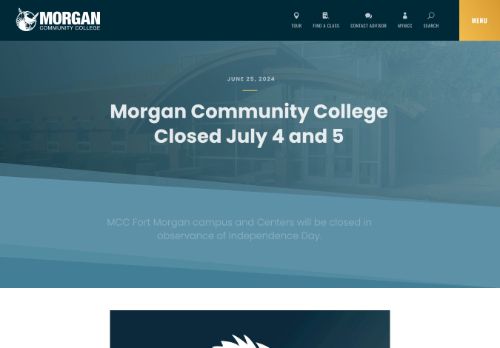 MORGAN
COMMUNITY COLLEGE
TOUR
FIND A CLASS
CONTACT ADVISOR
MYMCC
SEARCH
MENU
JUNE 25, 2024
Morgan Community College
Closed July 4 and 5
MCC Fort Morgan campus and Centers will be closed in
observance of Independence Day.